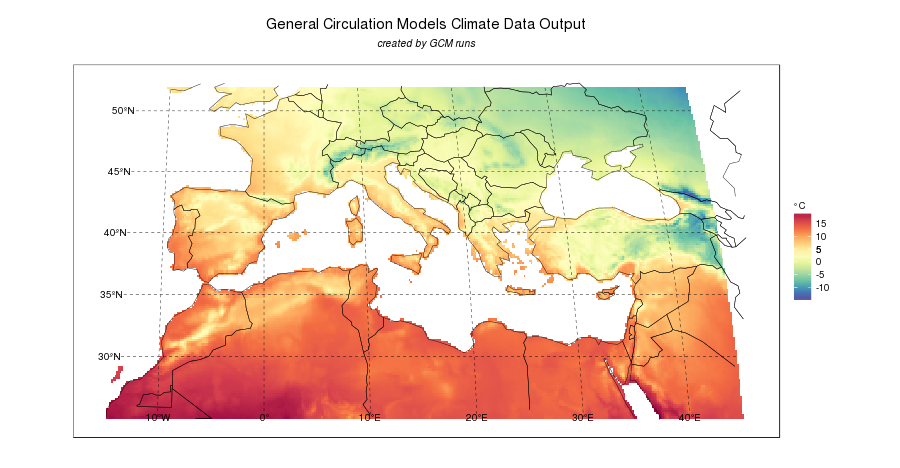 General Circulation Models Climate Data Output
created by GCM runs
50°N
45°N
40°N
35°N
30°N
10°W
0°
10°E
20°E
30°E
40°E
°C
15
10
5
0
-5
-10